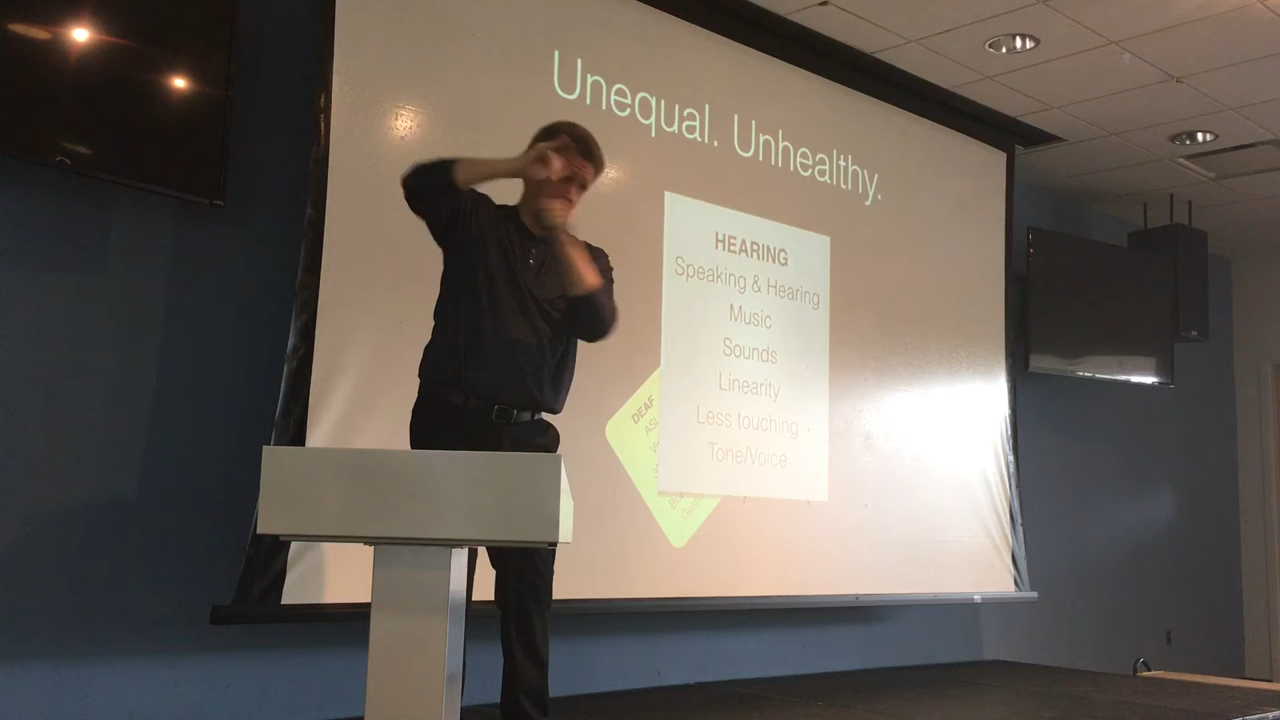 Unequal. Unhealthy.
HEARING
Speaking & Hearing
Music
Sounds
Linearity
Less touching
Tone/Voice
DEAF